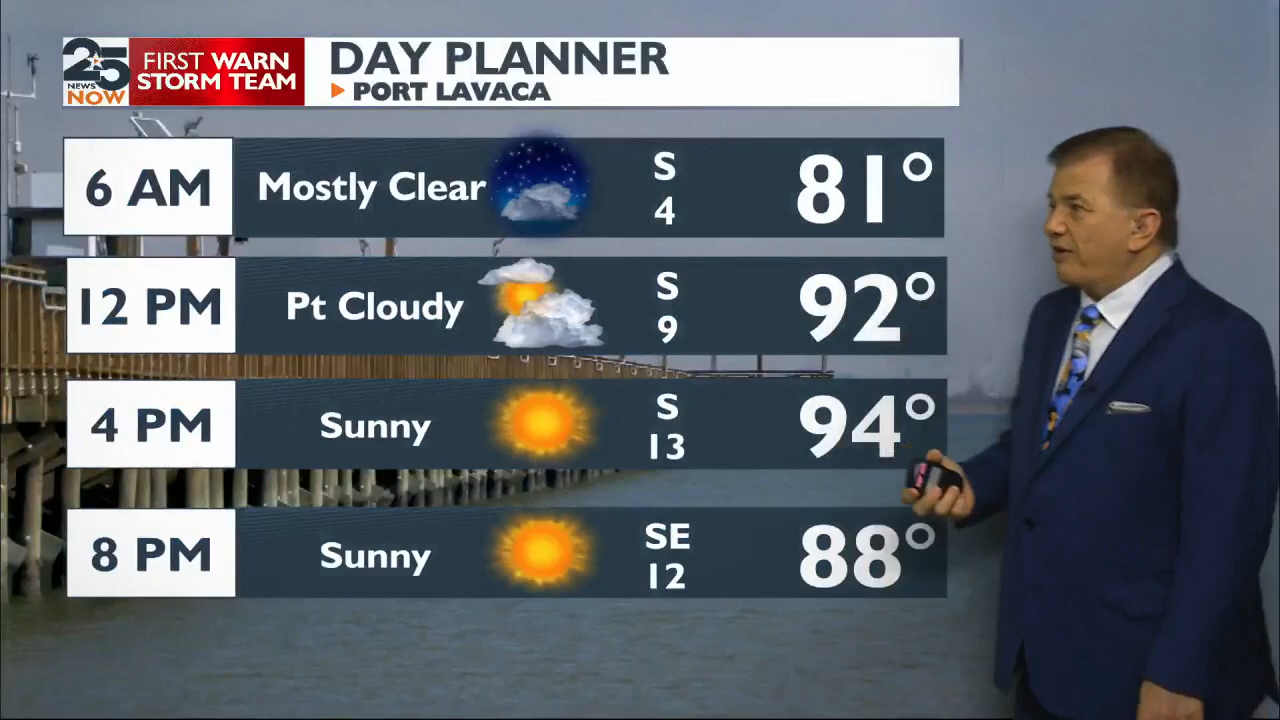 25
NEWS
NOW
FIRST WARN
STORM TEAM
DAY PLANNER
PORT LAVACA
6 AM Mostly Clear S 4 81°
12 PM Pt Cloudy S 9 92°
4 PM Sunny S 13 94°
8 PM Sunny SE 12 88°